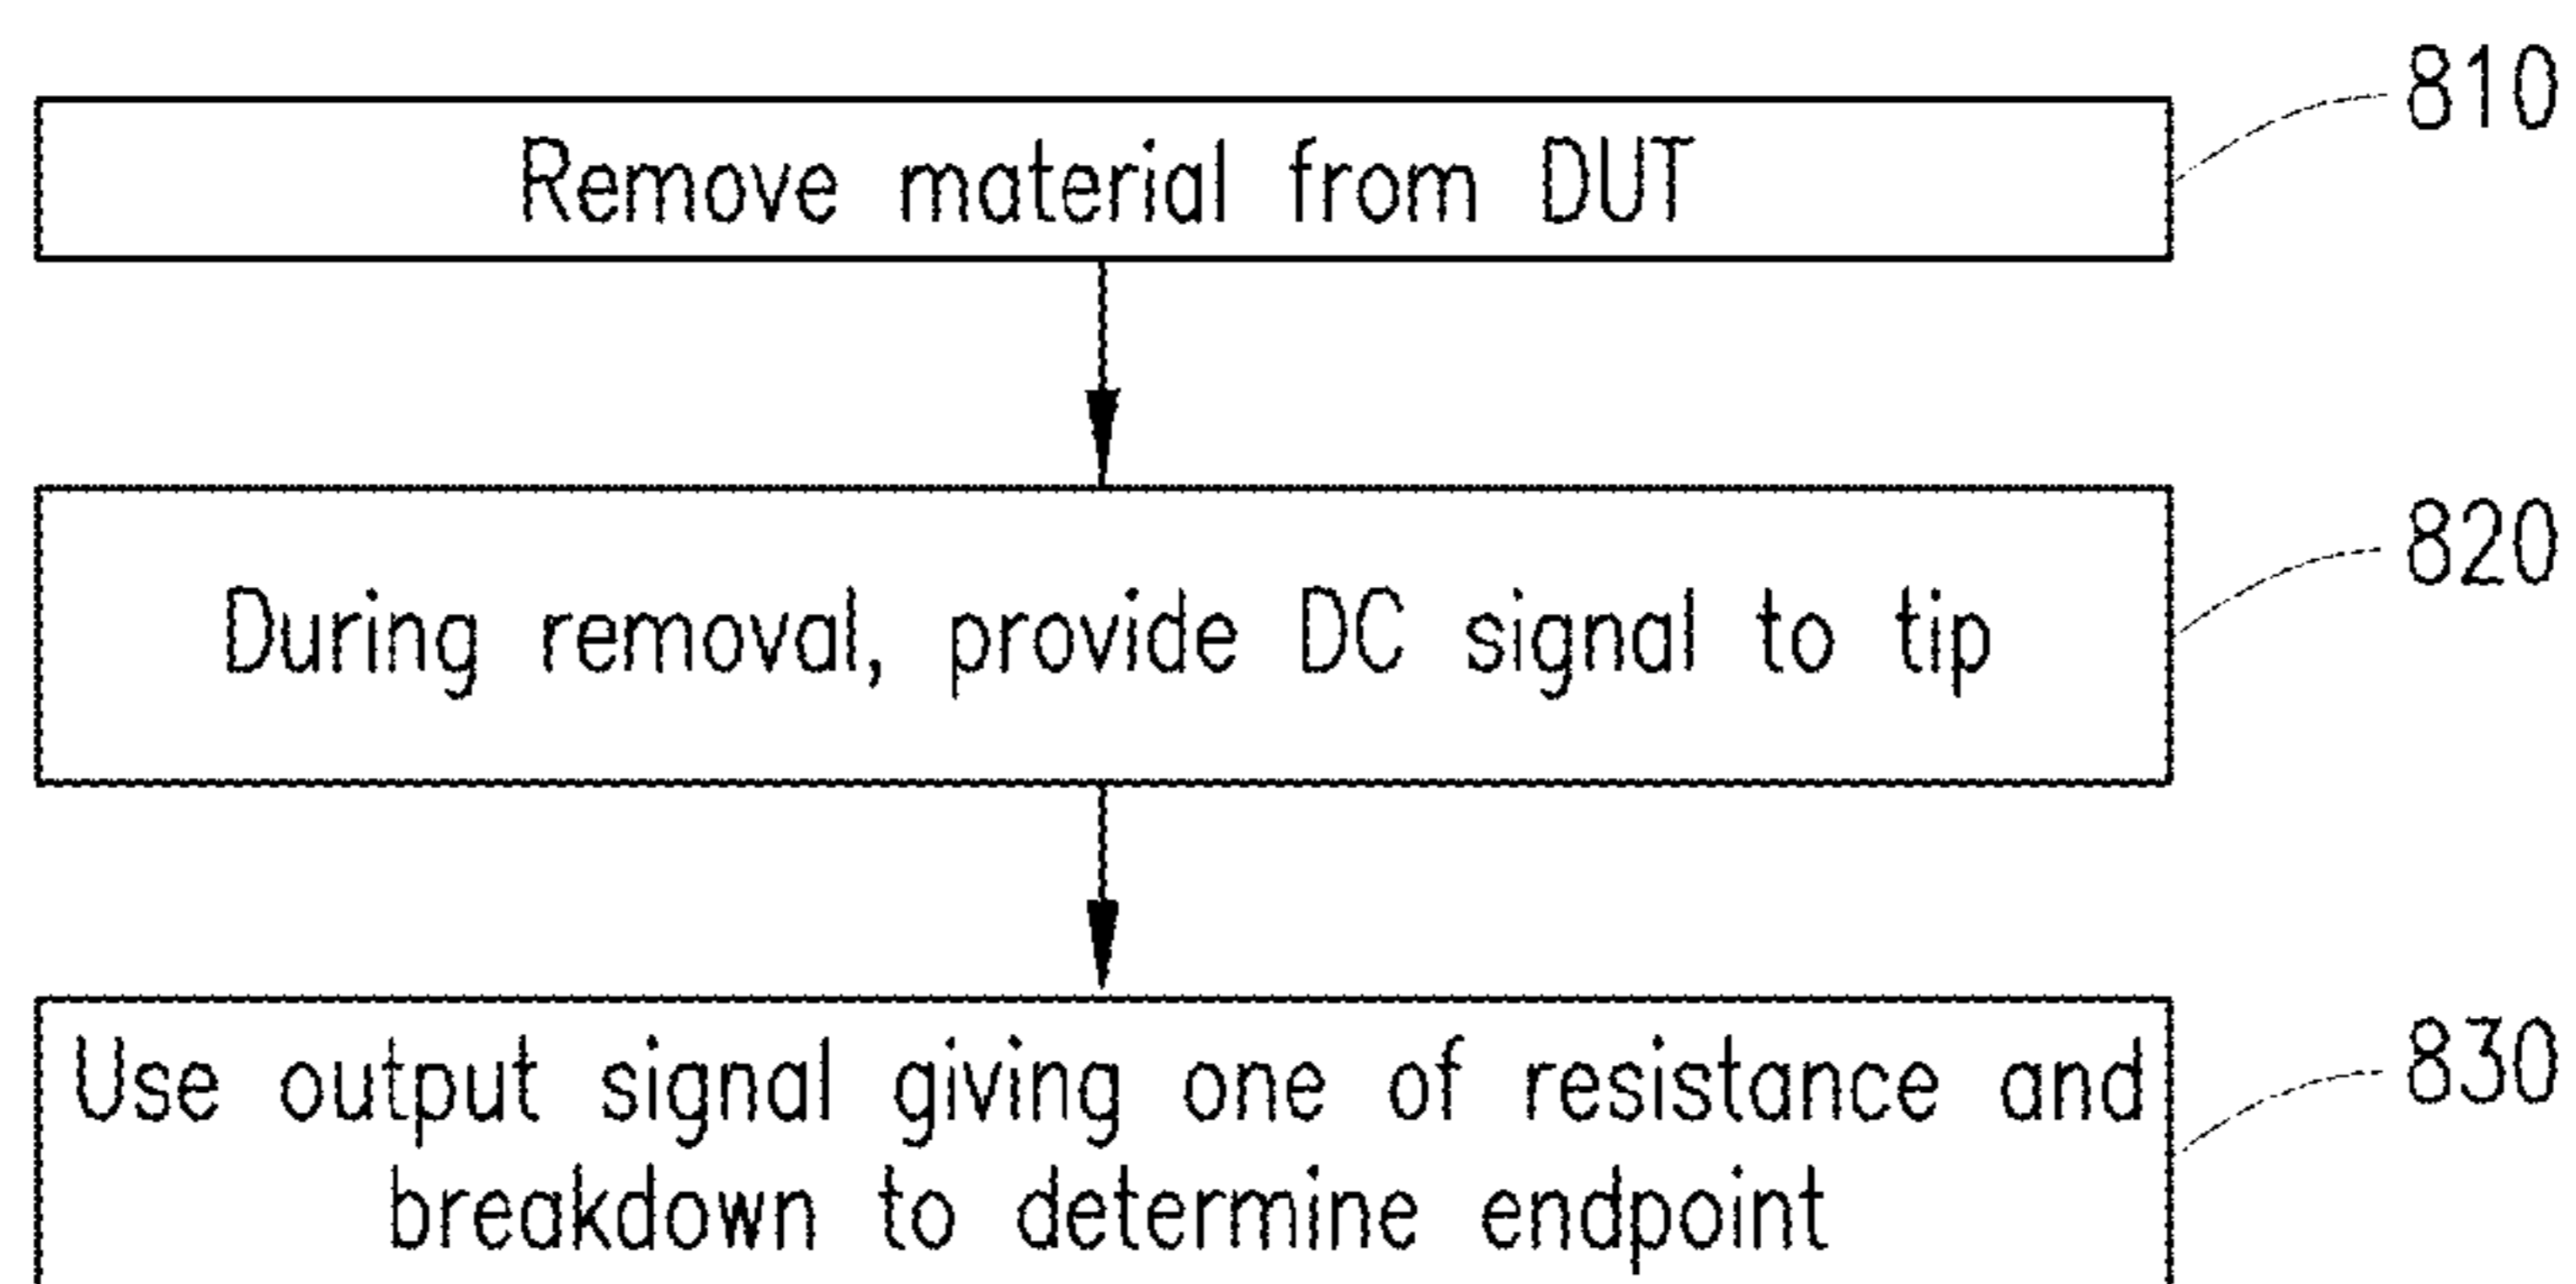 810
Remove material from DUT
820
During removal, provide DC signal to tip
830
Use output signal giving one of resistance and
breakdown to determine endpoint